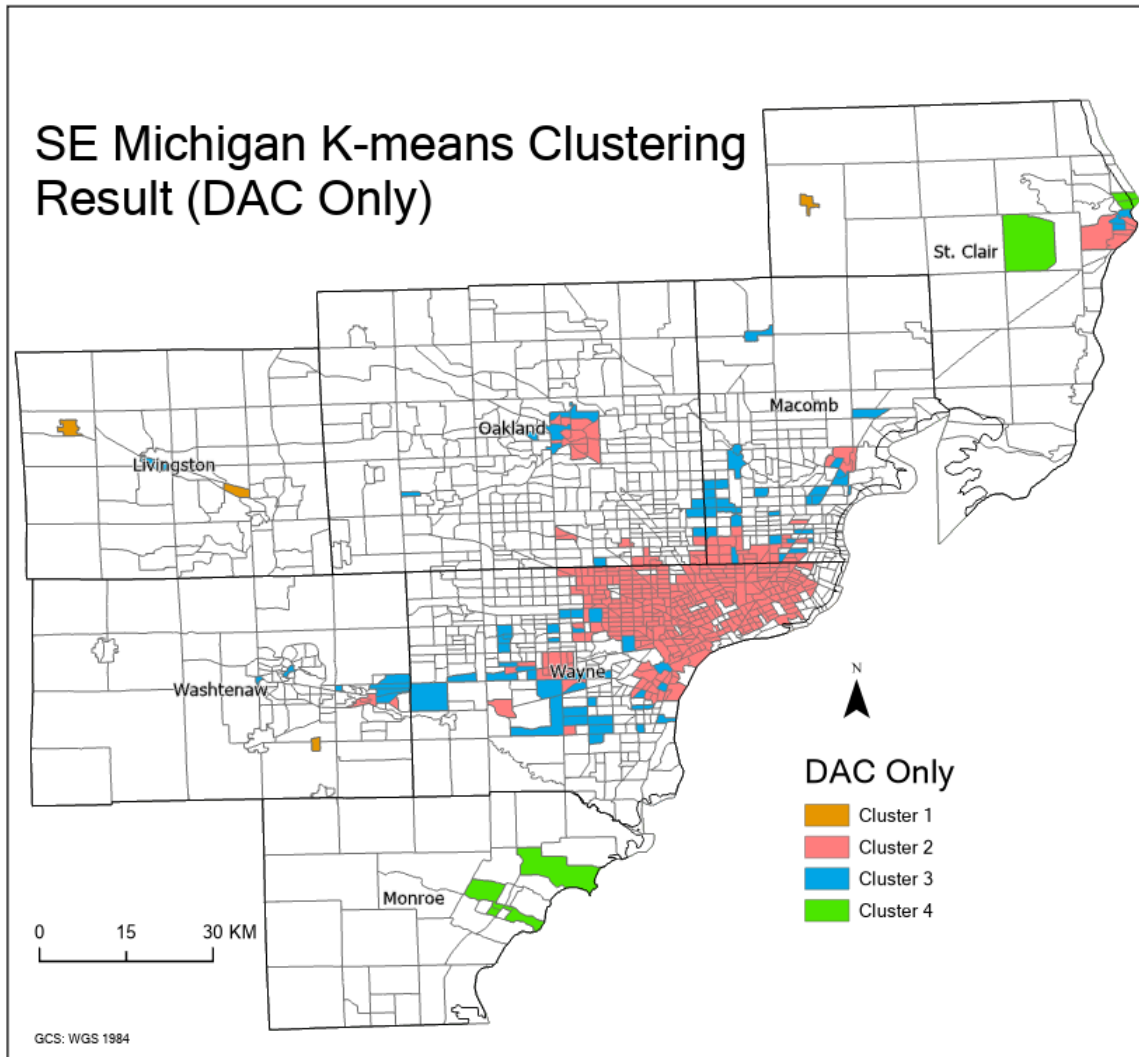 SE Michigan K-means Clustering
Result (DAC Only)
St. Clair
Macomb
Oakland
Livingston
Wayne
Washtenaw
N
DAC Only
Cluster 1
Cluster 2
Cluster 3
Cluster 4
Monroe
0 15 30 KM
GCS: WGS 1984